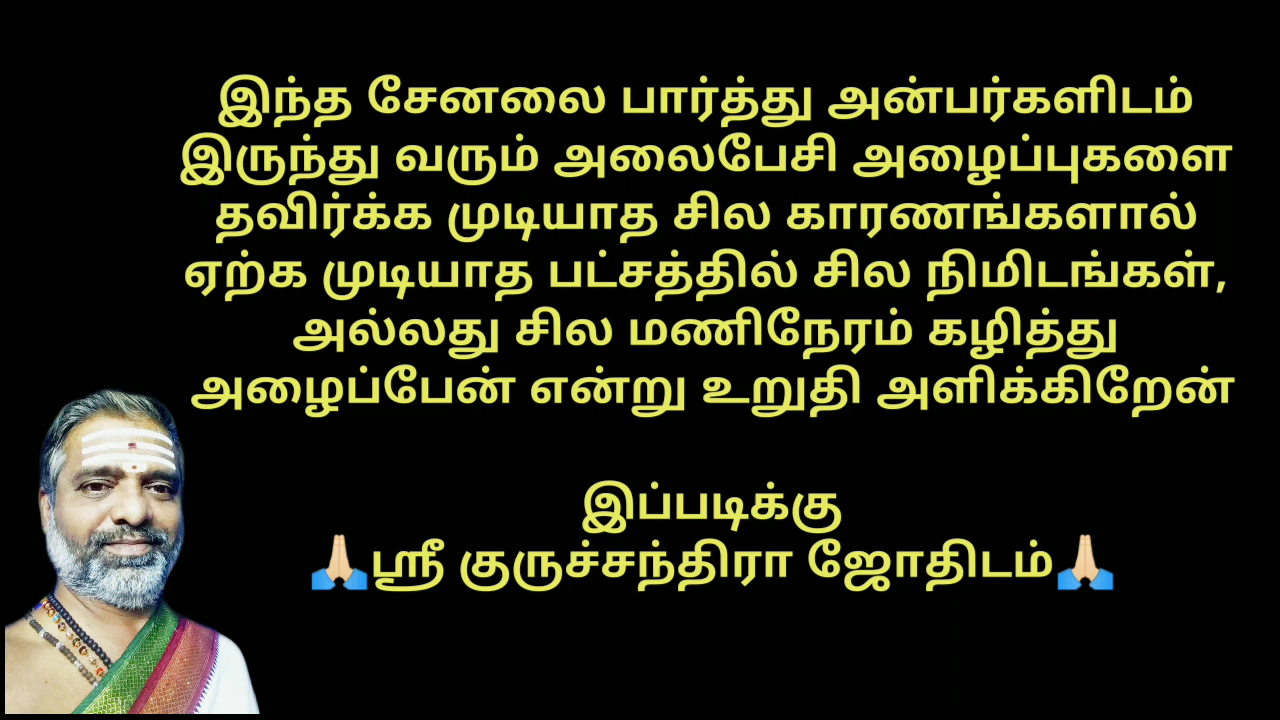 இந்த சேனலை பார்த்து அன்பர்களிடம்
இருந்து வரும் அலைபேசி அழைப்புகளை
தவிர்க்க முடியாத சில காரணங்களால்
ஏற்க முடியாத பட்சத்தில் சில நிமிடங்கள்,
அல்லது சில மணிநேரம் கழித்து
அழைப்பேன் என்று உறுதி அளிக்கிறேன்
இப்படிக்கு
🙏🏻ஸ்ரீ குருச்சந்திரா ஜோதிடம்🙏🏻